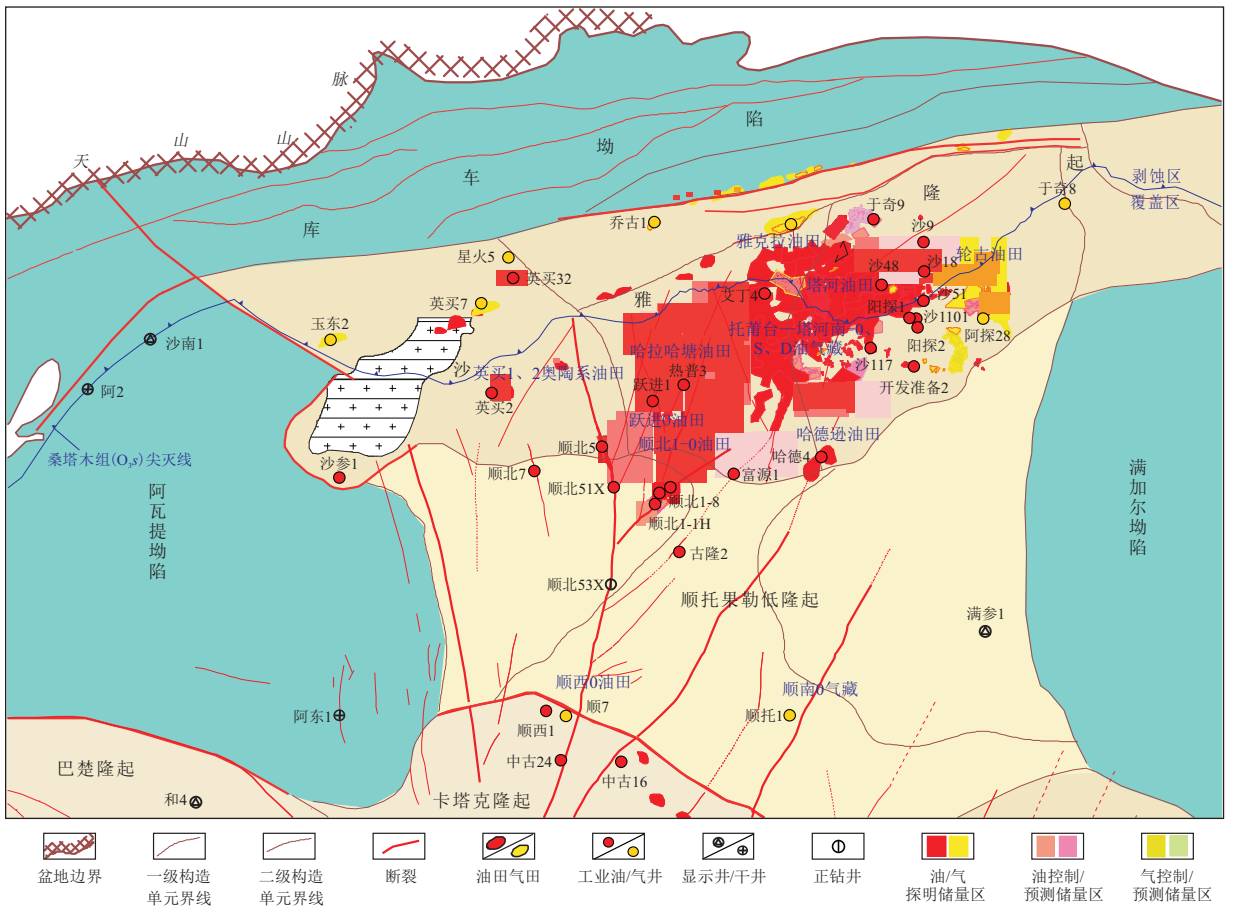 天
山
山
脉
库
车
坳
陷
沙
雅
隆
起
剥蚀区
覆盖区
于奇8
于奇9
乔古1
沙9
雅克拉油田
轮古油田
星火5
英买32
沙18
沙48
塔河油田
艾丁4
沙51
英买7
阳探1
沙1101
玉东2
托莆台—塔河南-0、
S、D油气藏
阿探28
阳探2
沙南1
哈拉哈塘油田
沙117
英买1、2奥陶系油田
热普3
阿2
跃进1
开发准备2
英买2
跃进0油田
哈德逊油田
顺北1-0油田
顺北5
桑塔木组(O₃s)尖灭线
沙参1
顺北7
哈德4
富源1
顺北51X
顺北1-8
顺北1-1H
阿瓦提坳陷
满加尔坳陷
古隆2
顺北53X
顺托果勒低隆起
满参1
顺西0油田
顺南0气藏
顺7
阿东1
顺西1
顺托1
中古24
中古16
巴楚隆起
和4
卡塔克隆起
盆地边界
一级构造
单元界线
二级构造
单元界线
断裂
油田气田
工业油/气井
显示井/干井
正钻井
油/气
探明储量区
油控制/
预测储量区
气控制/
预测储量区